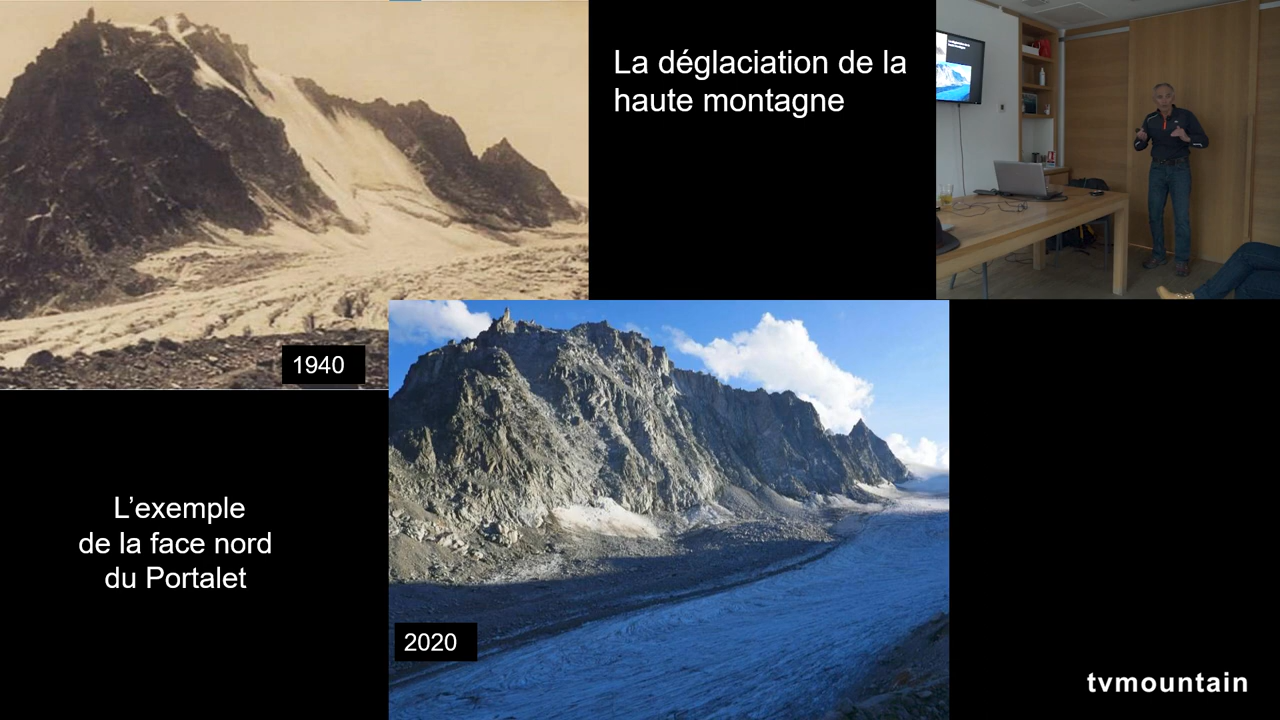 La déglaciation de la
haute montagne
1940
L’exemple
de la face nord
du Portalet
2020
tvmountain